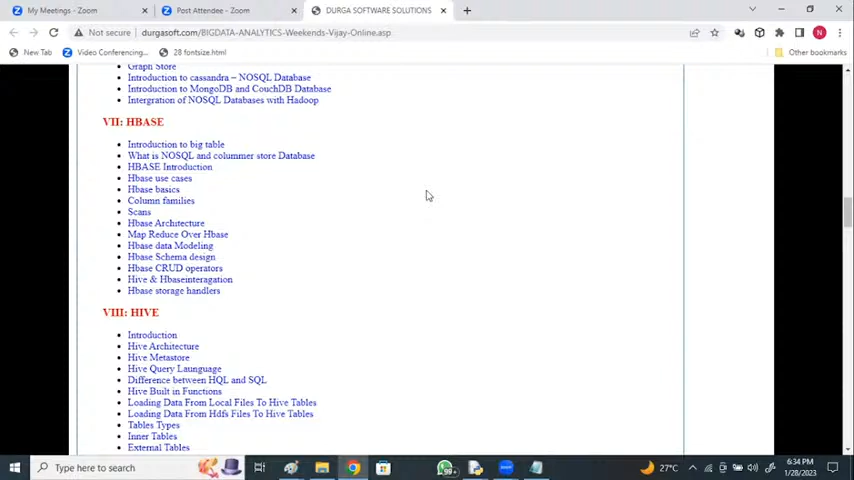 My Meetings - Zoom
Post Attendee - Zoom
DURGA SOFTWARE SOLUTIONS
Not secure
durgasoft.com/BIGDATA-ANALYTICS-Weekends-Vijay-Online.asp
N
New Tab
Video Conferencing...
28 fontsize.html
Other bookmarks
Graph Store
Introduction to cassandra – NOSQL Database
Introduction to MongoDB and CouchDB Database
Intergration of NOSQL Databases with Hadoop
VII: HBASE
Introduction to big table
What is NOSQL and colummer store Database
HBASE Introduction
Hbase use cases
Hbase basics
Column families
Scans
Hbase Architecture
Map Reduce Over Hbase
Hbase data Modeling
Hbase Schema design
Hbase CRUD operators
Hive & Hbaseinteragation
Hbase storage handlers
VIII: HIVE
Introduction
Hive Architecture
Hive Metastore
Hive Query Launguage
Difference between HQL and SQL
Hive Built in Functions
Loading Data From Local Files To Hive Tables
Loading Data From Hdfs Files To Hive Tables
Tables Types
Inner Tables
External Tables
Type here to search
99+
27°C
6:34 PM
1/28/2023